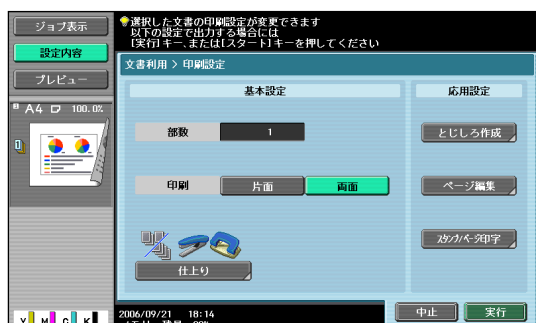 ジョブ表示
設定内容
プレビュー
A4 100.0%
選択した文書の印刷設定が変更できます
以下の設定で出力する場合には
[実行]キー、または[スタート]キーを押してください
文書利用 > 印刷設定
基本設定
応用設定
部数 1
とじしろ作成
印刷 片面 両面
ページ編集
スタンプ/ページ印字
仕上り
中止 実行
2006/09/21 18:14
Y M C K